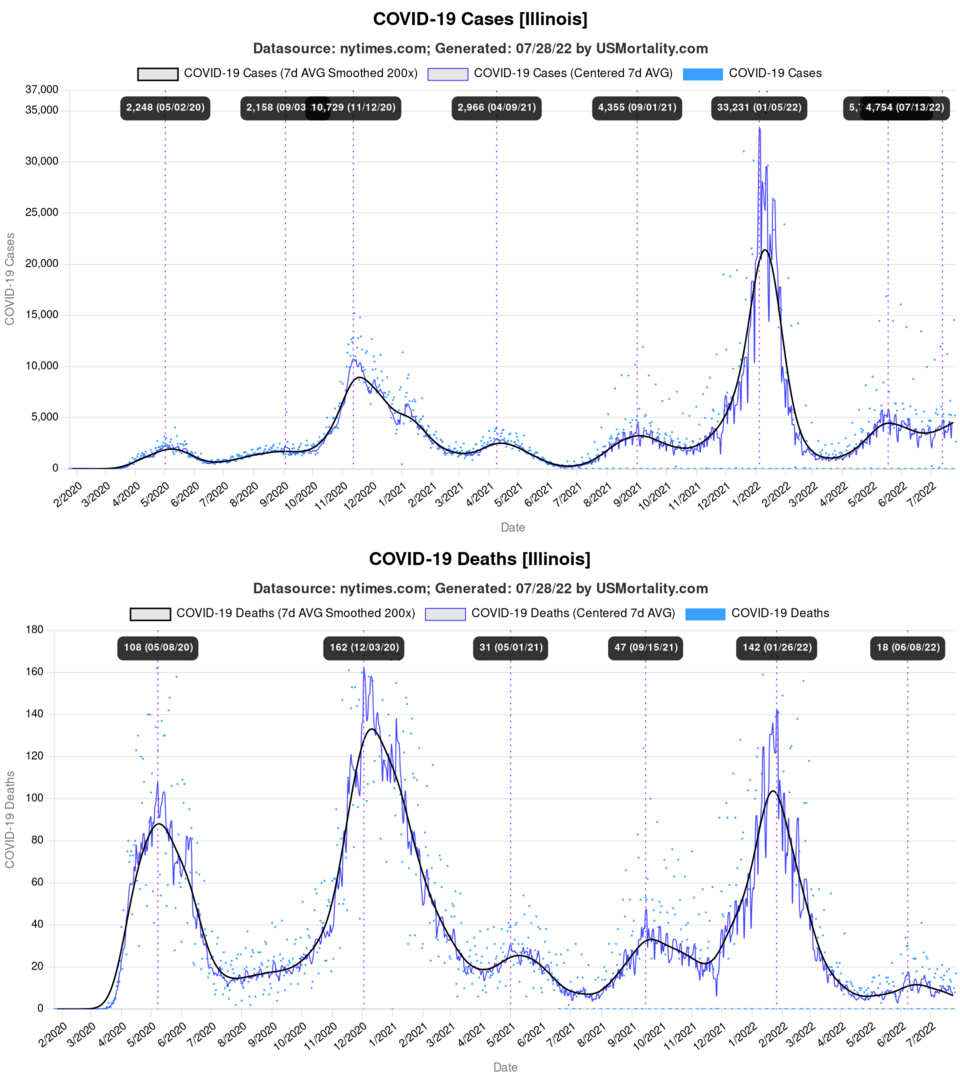 COVID-19 Cases [Illinois]
Datasource: nytimes.com; Generated: 07/28/22 by USMortality.com
COVID-19 Cases (7d AVG Smoothed 200x) COVID-19 Cases (Centered 7d AVG) COVID-19 Cases
37,000
2,248 (05/02/20) 2,158 (09/03 10,729 (11/12/20) 2,966 (04/09/21) 4,355 (09/01/21) 33,231 (01/05/22) 4,754 (07/13/22)
35,000
30,000
25,000
20,000
15,000
10,000
5,000
0
COVID-19 Cases
2/2020 3/2020 4/2020 5/2020 6/2020 7/2020 8/2020 9/2020 10/2020 11/2020 12/2020 1/2021 2/2021 3/2021 4/2021 5/2021 6/2021 7/2021 8/2021 9/2021 10/2021 11/2021 12/2021 1/2022 2/2022 3/2022 4/2022 5/2022 6/2022 7/2022
Date
COVID-19 Deaths [Illinois]
Datasource: nytimes.com; Generated: 07/28/22 by USMortality.com
COVID-19 Deaths (7d AVG Smoothed 200x) COVID-19 Deaths (Centered 7d AVG) COVID-19 Deaths
180
108 (05/08/20) 162 (12/03/20) 31 (05/01/21) 47 (09/15/21) 142 (01/26/22) 18 (06/08/22)
160
140
120
100
80
60
40
20
0
COVID-19 Deaths
2/2020 3/2020 4/2020 5/2020 6/2020 7/2020 8/2020 9/2020 10/2020 11/2020 12/2020 1/2021 2/2021 3/2021 4/2021 5/2021 6/2021 7/2021 8/2021 9/2021 10/2021 11/2021 12/2021 1/2022 2/2022 3/2022 4/2022 5/2022 6/2022 7/2022
Date